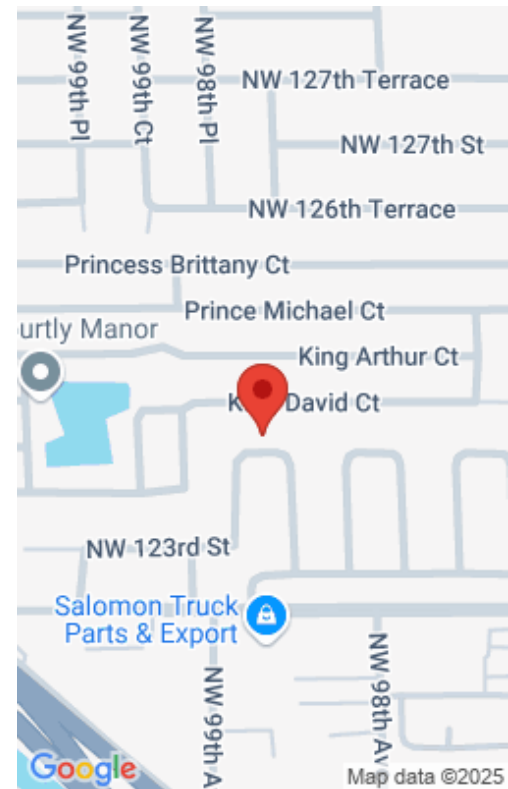 NW 99th Pl
NW 99th Ct
NW 98th Pl
NW 127th Terrace
NW 127th St
NW 126th Terrace
Princess Brittany Ct
Prince Michael Ct
urtly Manor
King Arthur Ct
K David Ct
NW 123rd St
Salomon Truck
Parts & Export
NW 99th A
NW 98th Av
Google
Map data ©2025